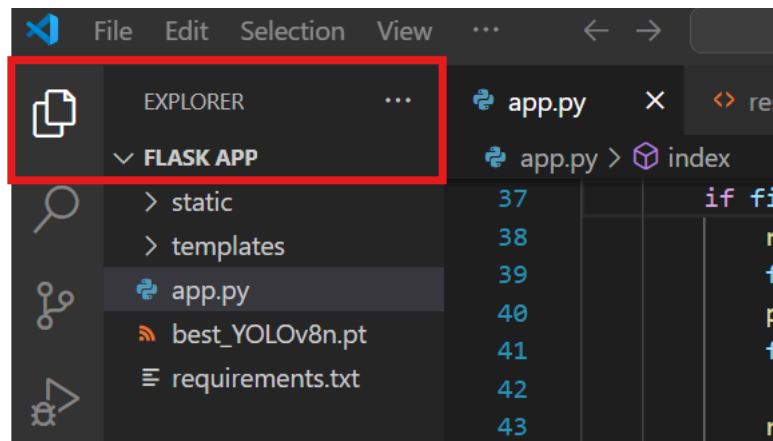 File Edit Selection View ...
EXPLORER ...
FLASK APP
static
templates
app.py
best_YOLOv8n.pt
requirements.txt
app.py
app.py > index
37 if
38
39
40
41
42
43